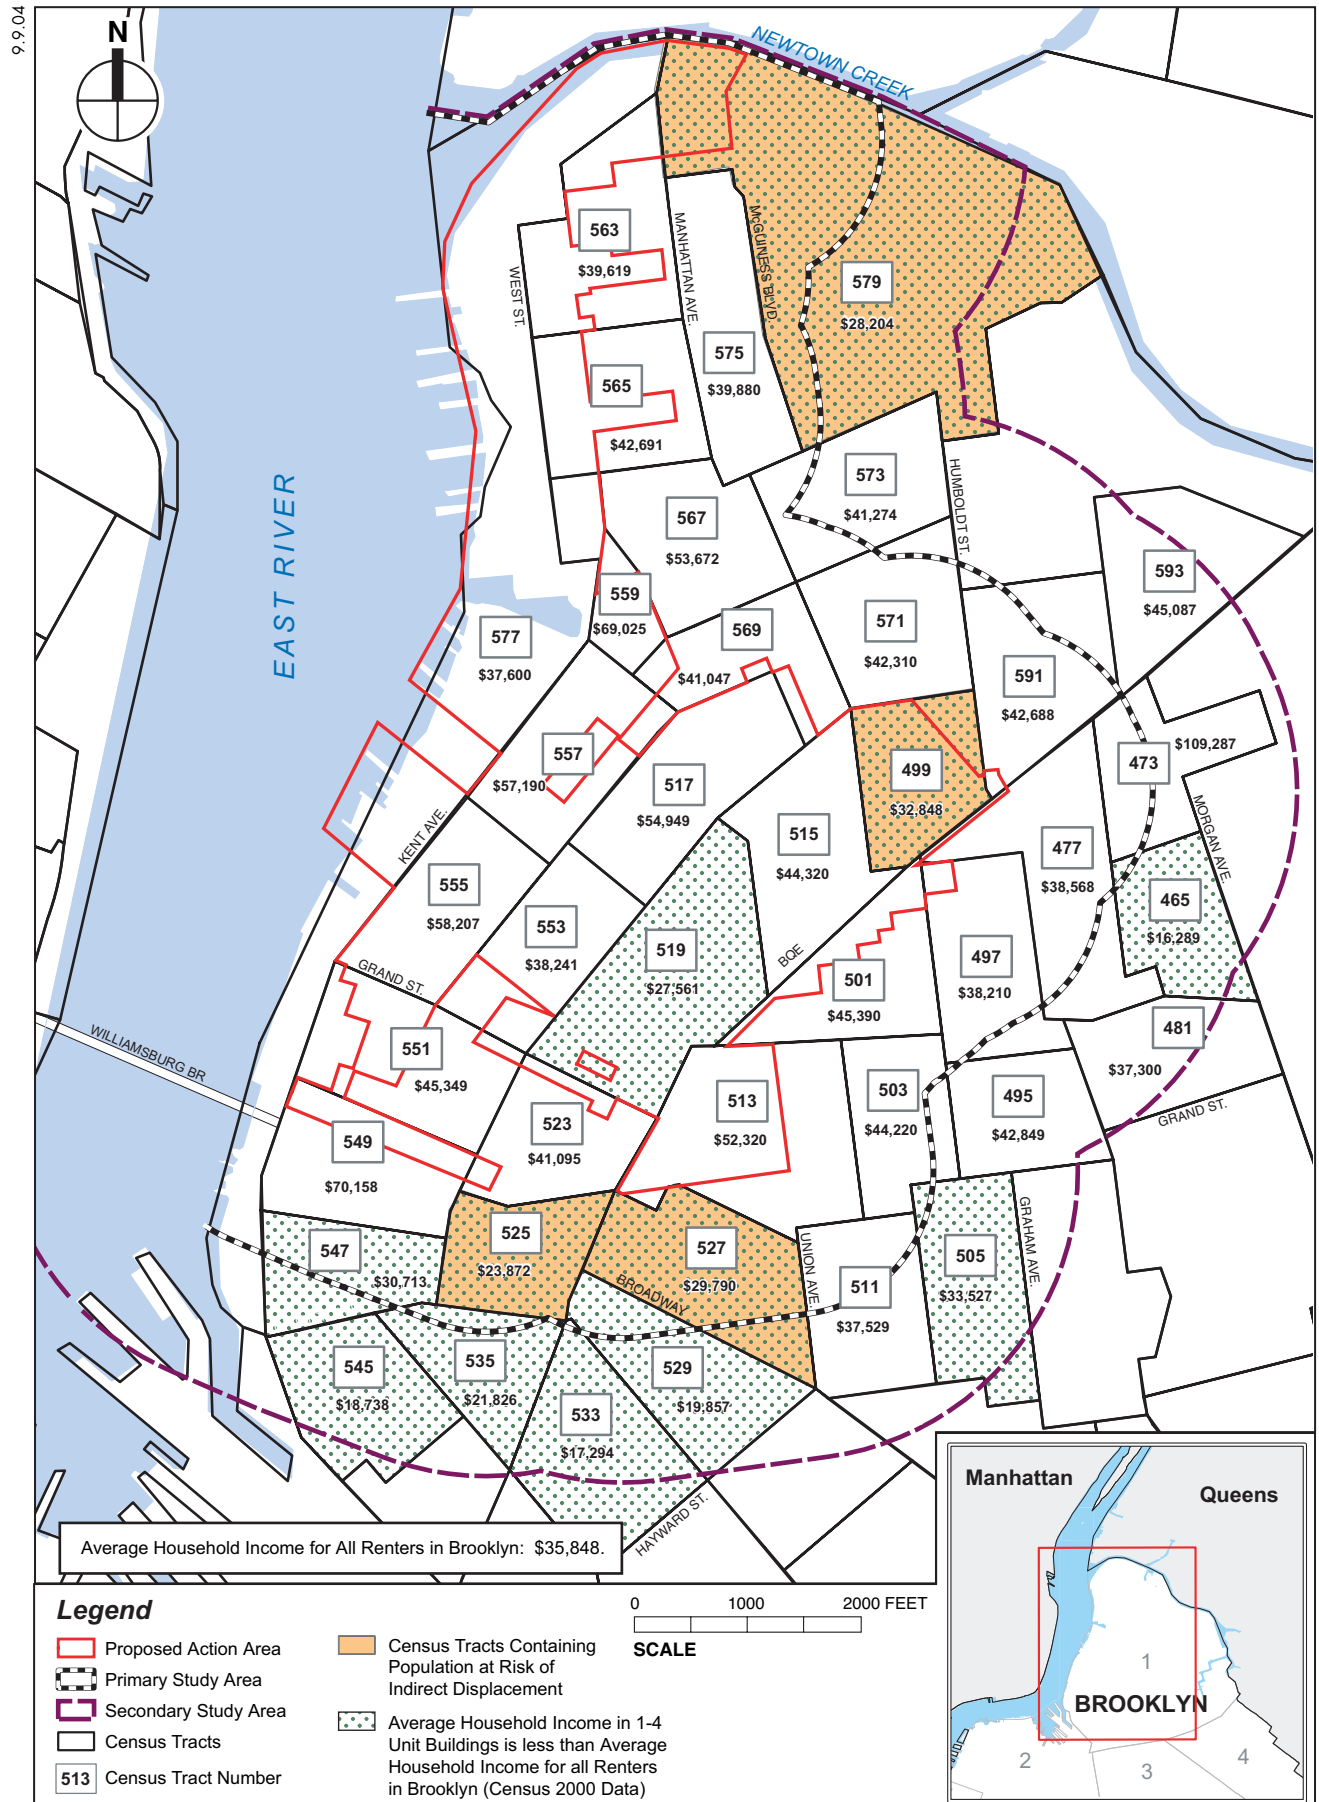 9.9.04
N
NEWTOWN CREEK
EAST RIVER
563
$39,619
WEST ST.
MANHATTAN AVE.
McGUINESS BLVD.
579
$28,204
575
$39,880
565
$42,691
573
$41,274
HUMBOLDT ST.
567
$53,672
593
$45,087
559
$69,025
577
$37,600
569
$41,047
571
$42,310
591
$42,688
557
$57,190
517
$54,949
499
$32,848
473
$109,287
MORGAN AVE.
KENT AVE.
515
$44,320
477
$38,568
555
$58,207
553
$38,241
519
$27,561
465
$16,289
BQE
501
$45,390
497
$38,210
GRAND ST.
481
$37,300
WILLIAMSBURG BR
551
$45,349
513
$52,320
503
$44,220
495
$42,849
GRAND ST.
523
$41,095
549
$70,158
525
$23,872
527
$29,790
UNION AVE.
505
$33,527
GRAHAM AVE.
547
$30,713
BROADWAY
511
$37,529
545
$18,738
535
$21,826
529
$19,857
533
$17,294
HAYWARD ST.
Average Household Income for All Renters in Brooklyn: $35,848.
Manhattan
Queens
1
BROOKLYN
2
3
4
Legend
Proposed Action Area
Primary Study Area
Secondary Study Area
Census Tracts
513 Census Tract Number
Census Tracts Containing
Population at Risk of
Indirect Displacement
Average Household Income in 1-4
Unit Buildings is less than Average
Household Income for all Renters
in Brooklyn (Census 2000 Data)
0 1000 2000 FEET
SCALE